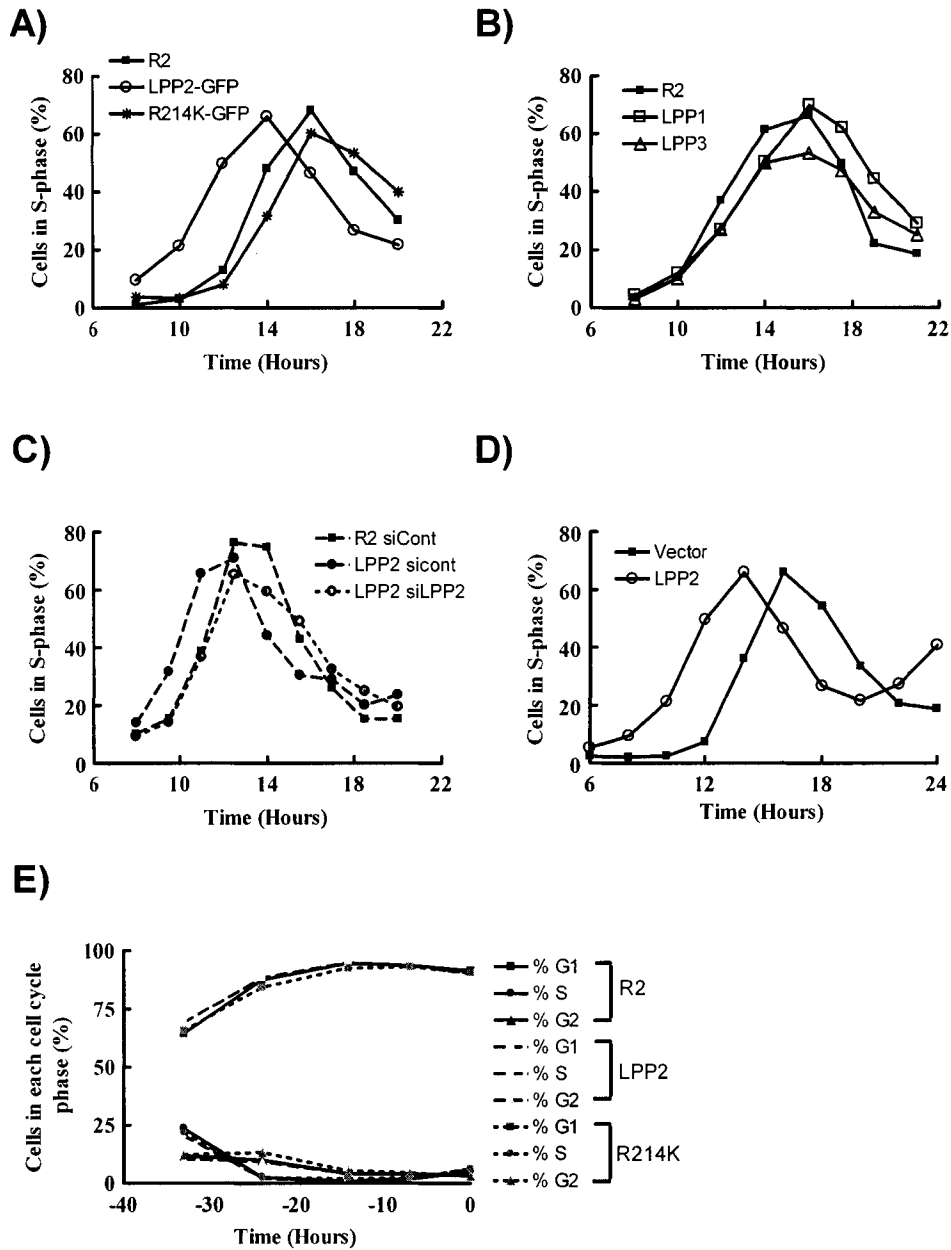 A)
R2
LPP2-GFP
R214K-GFP
Cells in S-phase (%)
80
60
40
20
0
6 10 14 18 22
Time (Hours)
B)
R2
LPP1
LPP3
Cells in S-phase (%)
80
60
40
20
0
6 10 14 18 22
Time (Hours)
C)
R2 siCont
LPP2 sicont
LPP2 siLPP2
Cells in S-phase (%)
80
60
40
20
0
6 10 14 18 22
Time (Hours)
D)
Vector
LPP2
Cells in S-phase (%)
80
60
40
20
0
6 12 18 24
Time (Hours)
E)
Cells in each cell cycle
phase (%)
100
75
50
25
0
-40 -30 -20 -10 0
Time (Hours)
% G1
% S
% G2
R2
% G1
% S
% G2
LPP2
% G1
% S
% G2
R214K